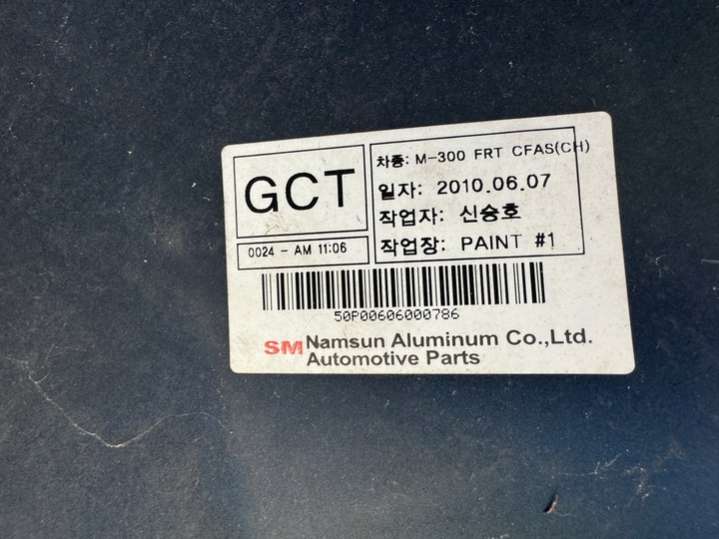 GCT
0024 - AM 11:06
차종: M-300 FRT CFAS(CH)
일자: 2010.06.07
작업자: 신승호
작업장: PAINT #1
50P00606000786
SM Namsun Aluminum Co.,Ltd.
Automotive Parts